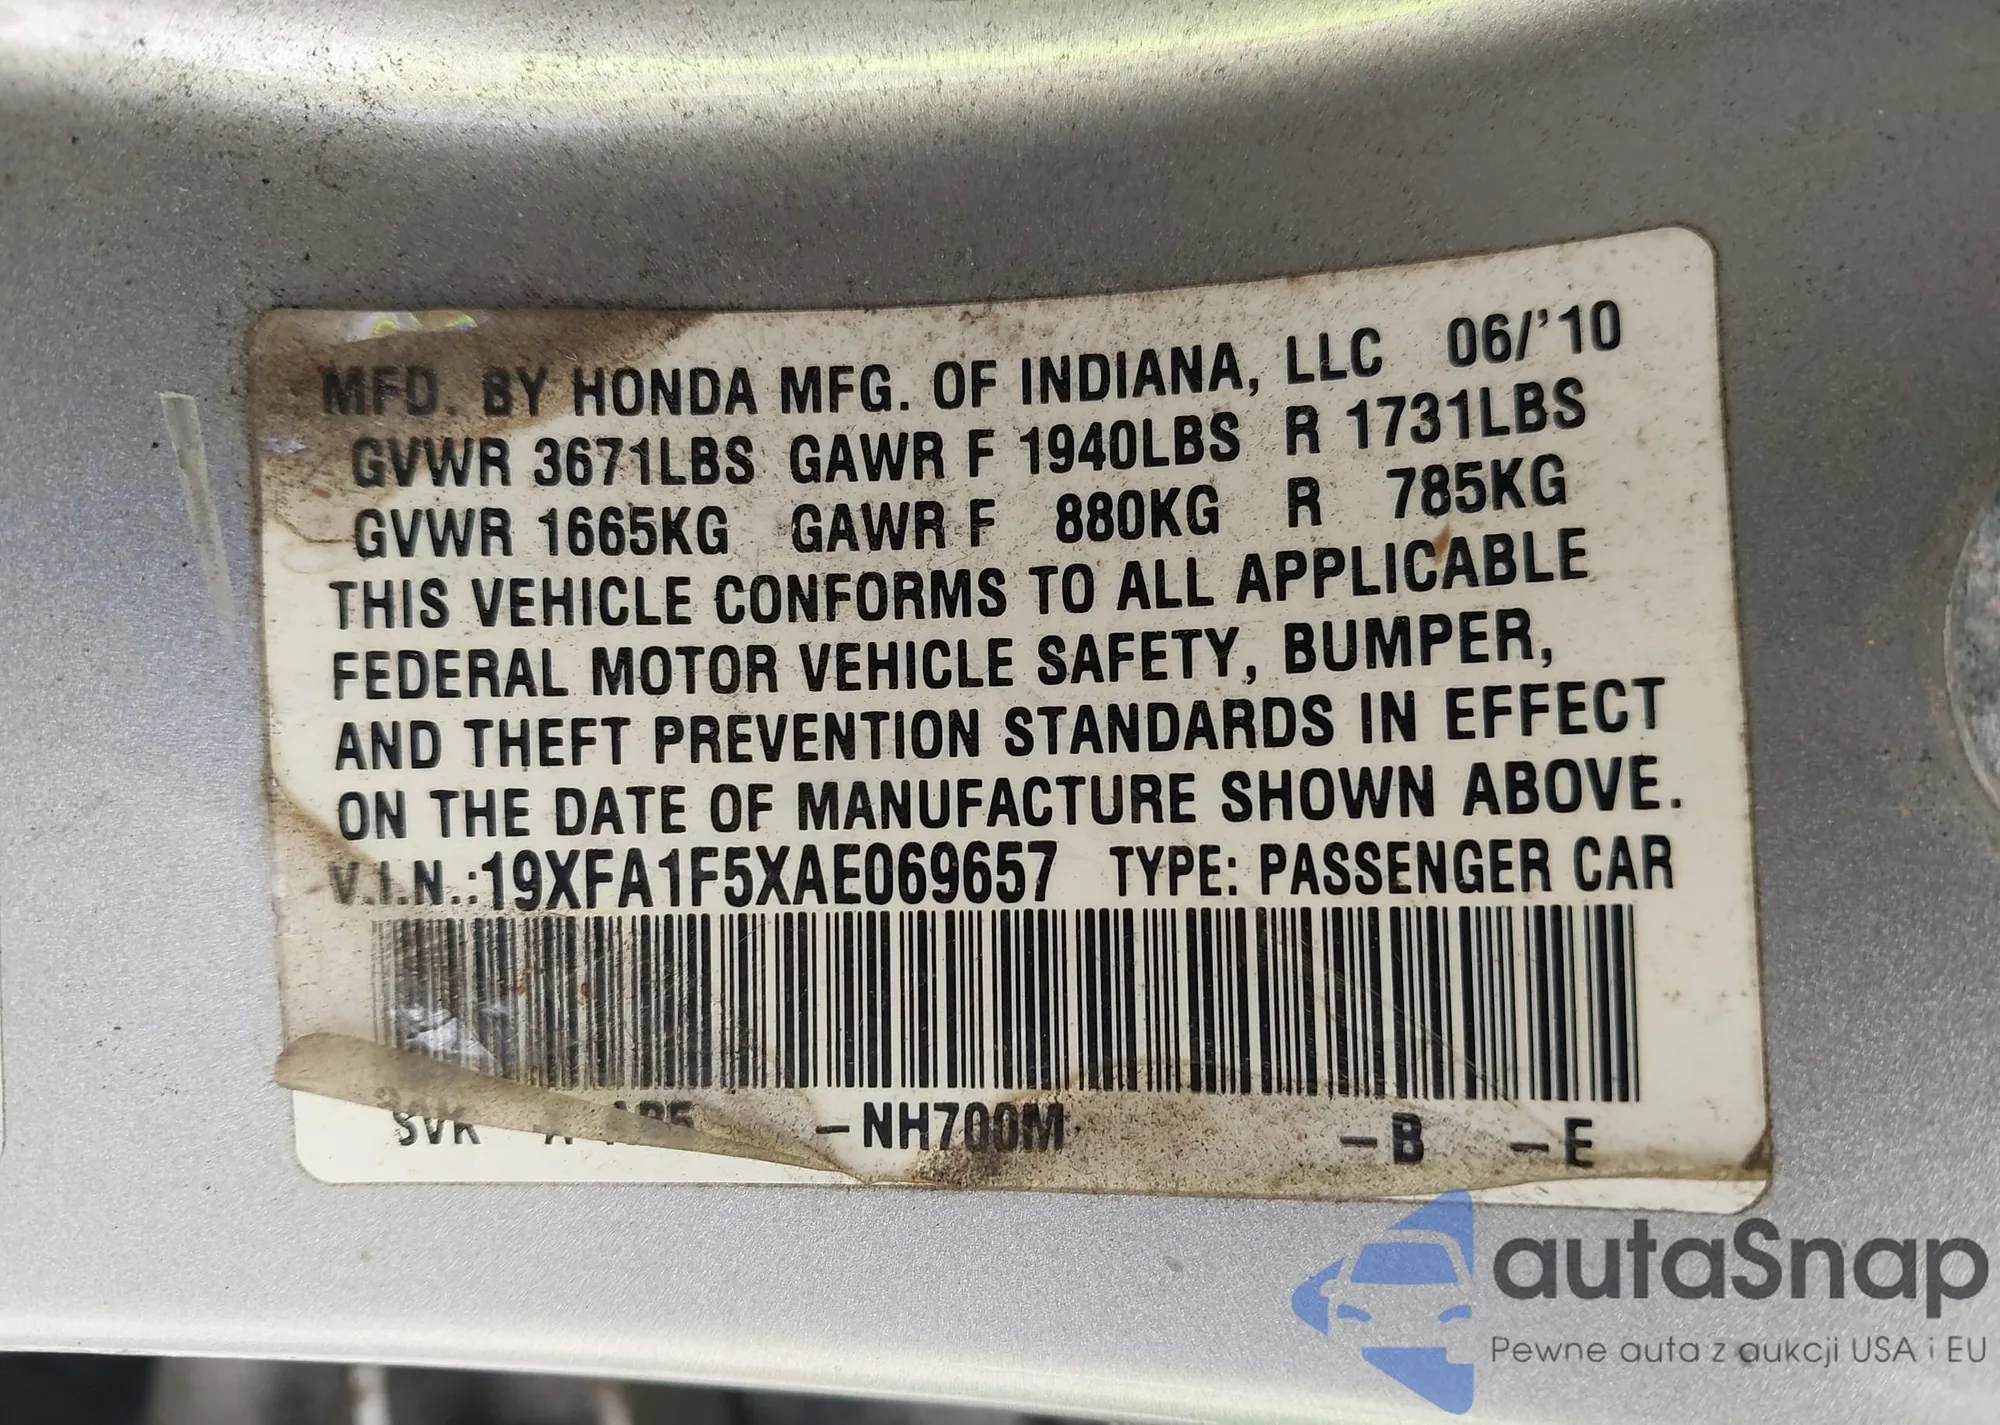 MFD. BY HONDA MFG. OF INDIANA, LLC 06/'10
GVWR 3671LBS GAWR F 1940LBS R 1731LBS
GVWR 1665KG GAWR F 880KG R 785KG
THIS VEHICLE CONFORMS TO ALL APPLICABLE
FEDERAL MOTOR VEHICLE SAFETY, BUMPER,
AND THEFT PREVENTION STANDARDS IN EFFECT
ON THE DATE OF MANUFACTURE SHOWN ABOVE.
V.I.N.:19XFA1F5XAE069657 TYPE: PASSENGER CAR
-NH700M -B -E
autaSnap
Pewne auta z aukcji USA i EU